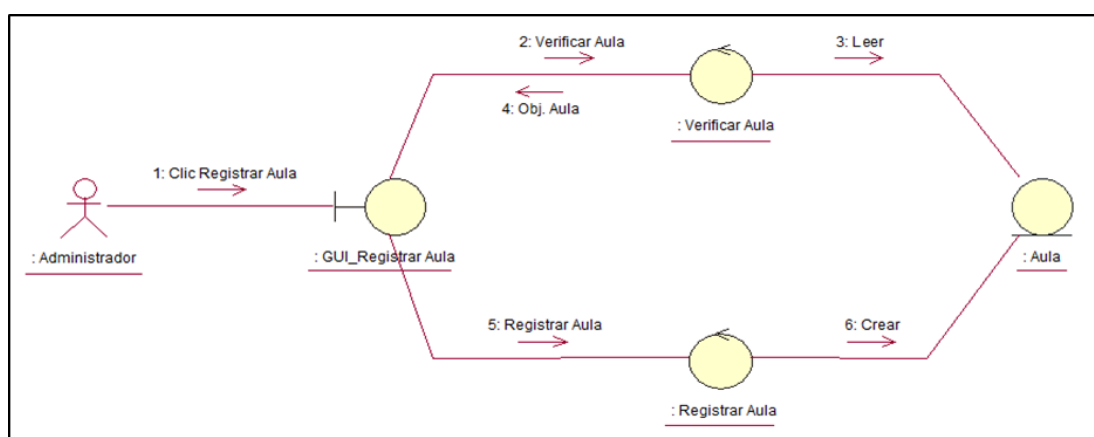 2: Verificar Aula
3: Leer
4: Obj. Aula
: Verificar Aula
1: Clic Registrar Aula
: Administrador
: GUI_Registrar Aula
: Aula
5: Registrar Aula
6: Crear
: Registrar Aula